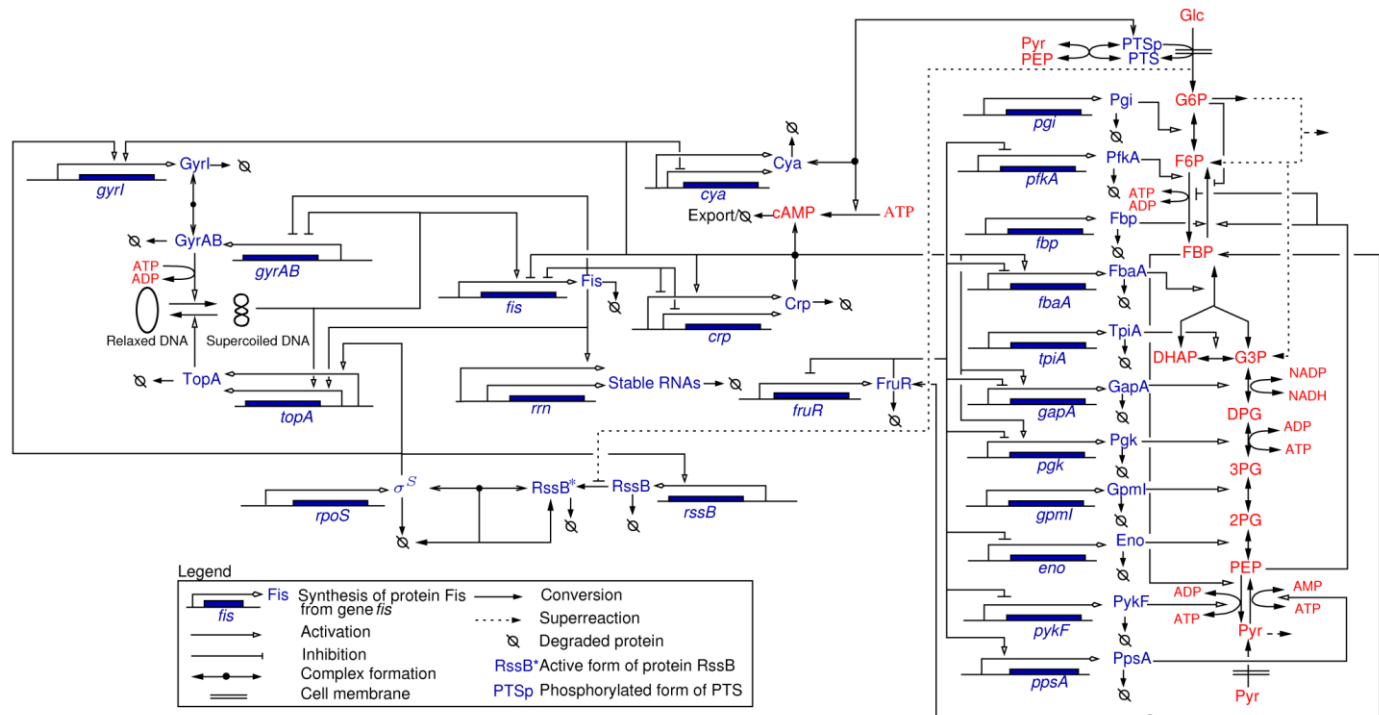 Glc
Pyr
PEP
PTSp
PTS
Pgi
G6P
pgi
GyrI
gyrI
Cya
cya
PfkA
F6P
pfkA
ATP
ADP
Export/
cAMP
ATP
Fbp
fbp
FBP
GyrAB
gyrAB
ATP
ADP
Fis
fis
Crp
crp
FbaA
fbaA
Relaxed DNA
Supercoiled DNA
TpiA
tpiA
DHAP
G3P
TopA
topA
Stable RNAs
rrn
FruR
fruR
GapA
gapA
NADP
NADH
DPG
Pgk
pgk
ADP
ATP
3PG
σS
rpoS
RssB*
RssB
rssB
GpmI
gpmI
2PG
Eno
eno
PEP
PykF
pykF
ADP
ATP
AMP
ATP
Pyr
PpsA
ppsA
Pyr
Legend
Fis
fis
Synthesis of protein Fis
from gene fis
Activation
Inhibition
Complex formation
Cell membrane
Conversion
Superreaction
Degraded protein
RssB* Active form of protein RssB
PTSp Phosphorylated form of PTS